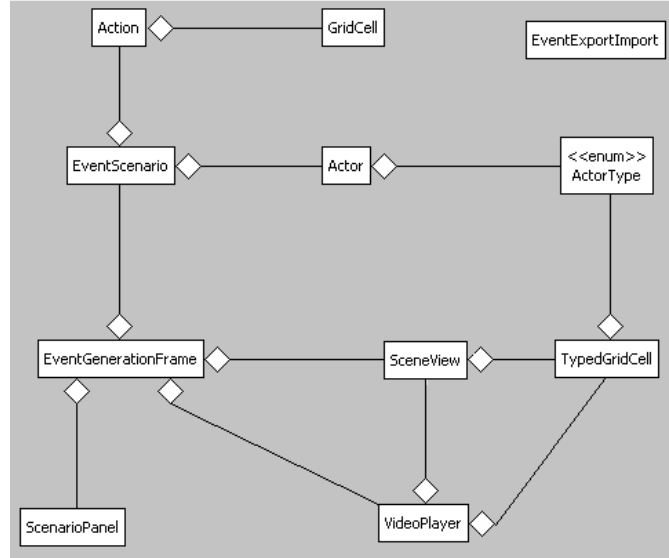 Action
GridCell
EventExportImport
EventScenario
Actor
<<enum>>
ActorType
EventGenerationFrame
SceneView
TypedGridCell
ScenarioPanel
VideoPlayer